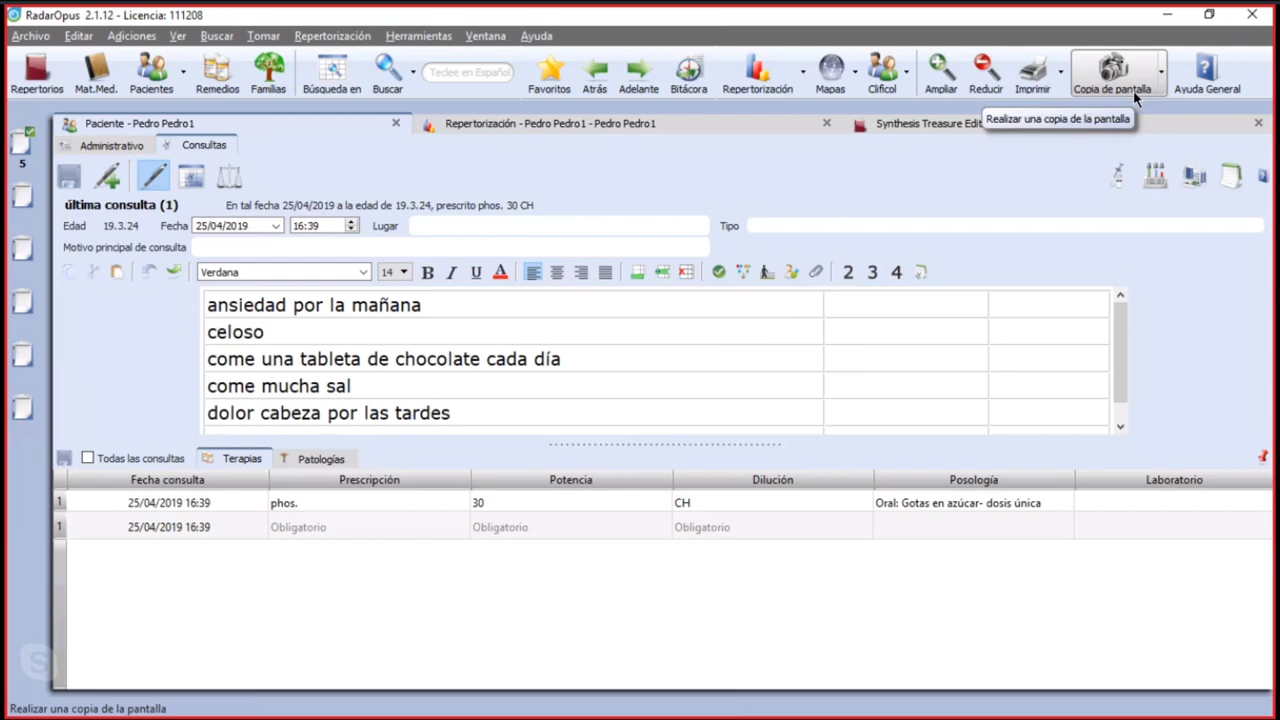 RadarOpus 2.1.12 - Licencia: 111208
Archivo Editar Adiciones Ver Buscar Tomar Repertorización Herramientas Ventana Ayuda
Repertorios Mat.Med. Pacientes Remedios Familias Búsqueda en Buscar Teclee en Español Favoritos Atrás Adelante Bitácora Repertorización Mapas Clificol Ampliar Reducir Imprimir Copia de pantalla Ayuda General
Realizar una copia de la pantalla
Paciente - Pedro Pedro1 Repertorización - Pedro Pedro1 - Pedro Pedro1 Synthesis Treasure Edit
Administrativo Consultas
5
última consulta (1) En tal fecha 25/04/2019 a la edad de 19.3.24, prescrito phos. 30 CH
Edad 19.3.24 Fecha 25/04/2019 16:39 Lugar Tipo
Motivo principal de consulta
Verdana 14 B I U A 2 3 4
ansiedad por la mañana
celoso
come una tableta de chocolate cada día
come mucha sal
dolor cabeza por las tardes
Todas las consultas Terapias Patologías
Fecha consulta Prescripción Potencia Dilución Posología Laboratorio
1 25/04/2019 16:39 phos. 30 CH Oral: Gotas en azúcar- dosis única
1 25/04/2019 16:39 Obligatorio Obligatorio Obligatorio
Realizar una copia de la pantalla